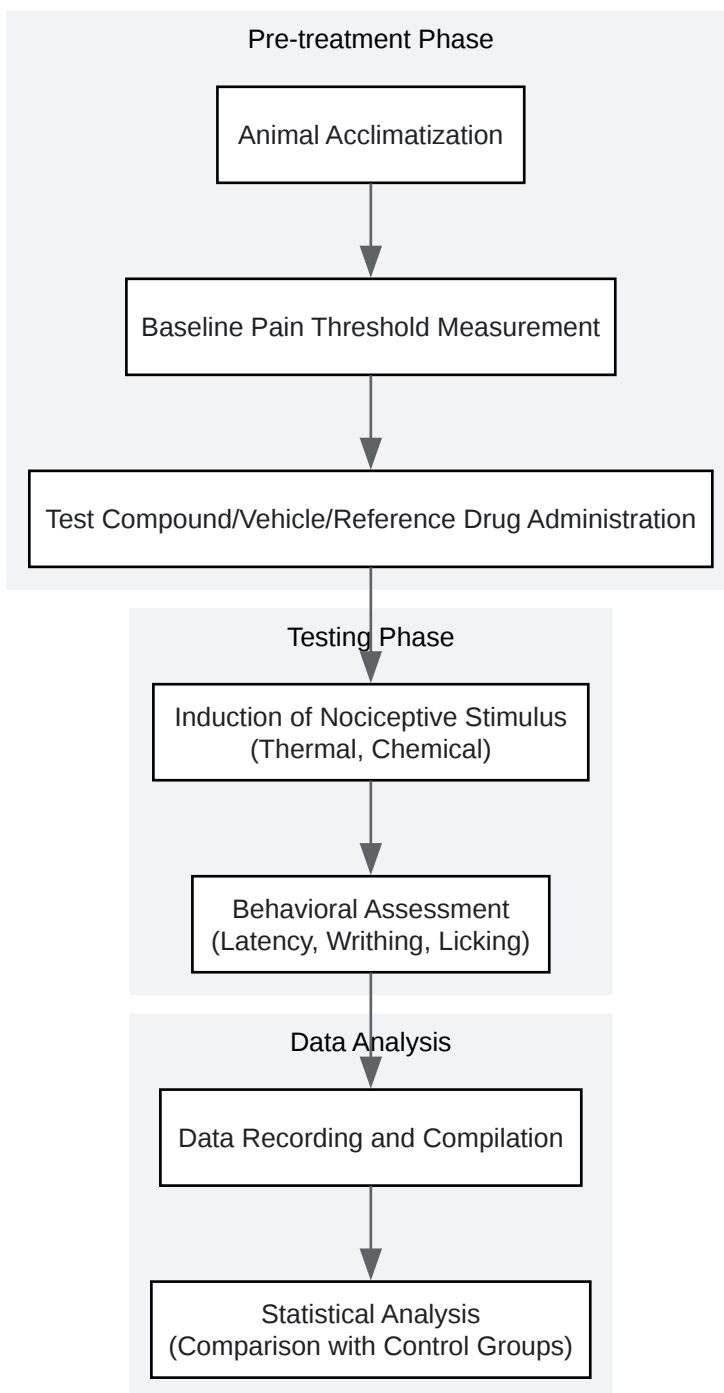 Pre-treatment Phase
Animal Acclimatization
Baseline Pain Threshold Measurement
Test Compound/Vehicle/Reference Drug Administration
Testing Phase
Induction of Nociceptive Stimulus
(Thermal, Chemical)
Behavioral Assessment
(Latency, Writhing, Licking)
Data Analysis
Data Recording and Compilation
Statistical Analysis
(Comparison with Control Groups)